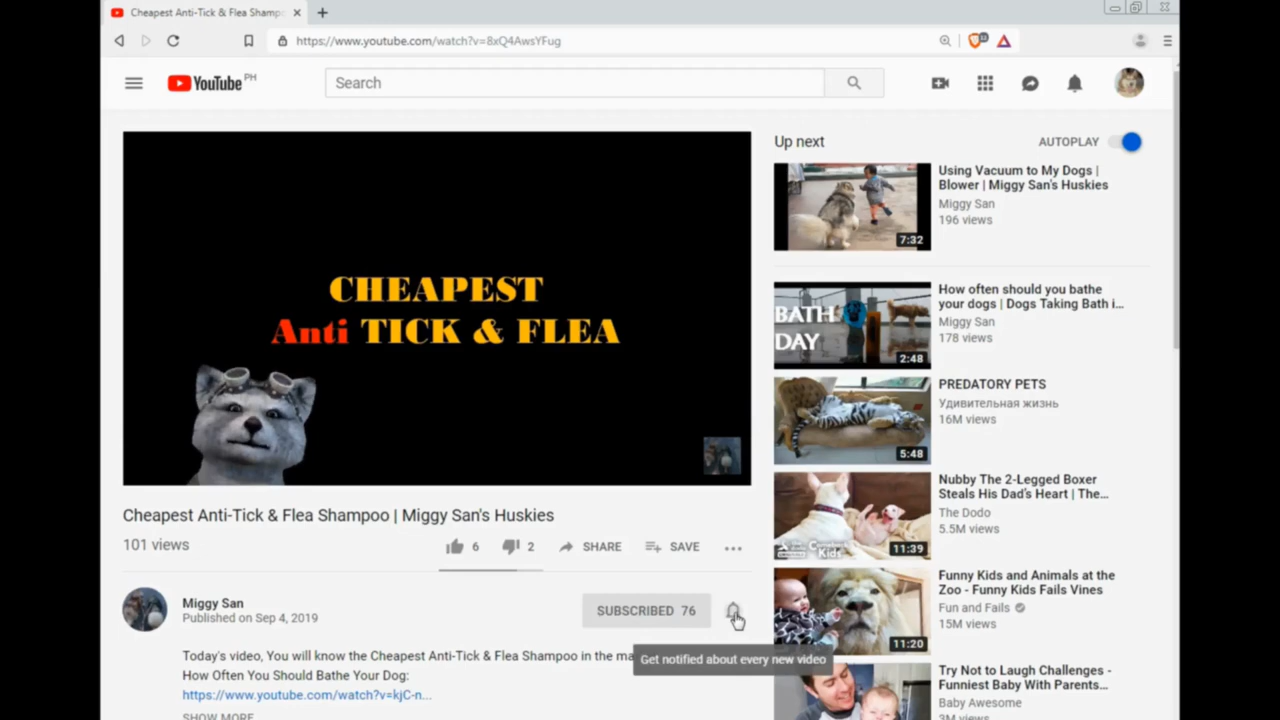 Cheapest Anti-Tick & Flea Shamp
https://www.youtube.com/watch?v=8xQ4AwsYFug
YouTube PH
Search
CHEAPEST
Anti TICK & FLEA
Cheapest Anti-Tick & Flea Shampoo | Miggy San's Huskies
101 views
6
2
SHARE
SAVE
Miggy San
Published on Sep 4, 2019
SUBSCRIBED 76
Get notified about every new video
Today's video, You will know the Cheapest Anti-Tick & Flea Shampoo in the
How Often You Should Bathe Your Dog:
https://www.youtube.com/watch?v=kjC-n...
SHOW MORE
Up next
AUTOPLAY
7:32
Using Vacuum to My Dogs |
Blower | Miggy San's Huskies
Miggy San
196 views
BATH
DAY
2:48
How often should you bathe
your dogs | Dogs Taking Bath i...
Miggy San
178 views
5:48
PREDATORY PETS
Удивительная жизнь
16M views
Comeback
Kids
11:39
Nubby The 2-Legged Boxer
Steals His Dad's Heart | The...
The Dodo
5.5M views
11:20
Funny Kids and Animals at the
Zoo - Funny Kids Fails Vines
Fun and Fails
15M views
Try Not to Laugh Challenges -
Funniest Baby With Parents...
Baby Awesome
3M views